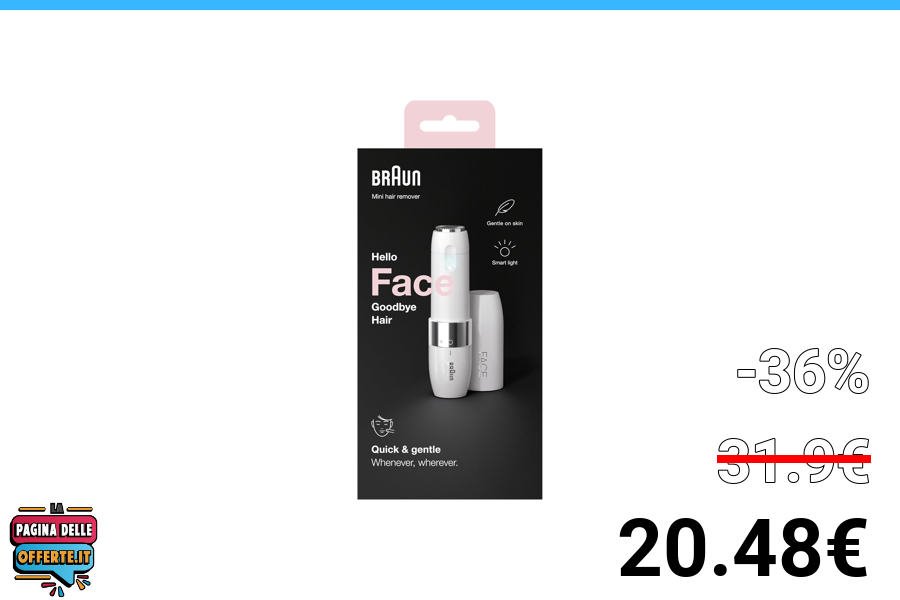 BRAUN
Mini hair remover
Gentle on skin
Smart light
Hello
Face
Goodbye
Hair
FACE
BRAUN
Quick & gentle
Whenever, wherever.
-36%
31.9€
20.48€
LA
PAGINA DELLE
OFFERTE.IT